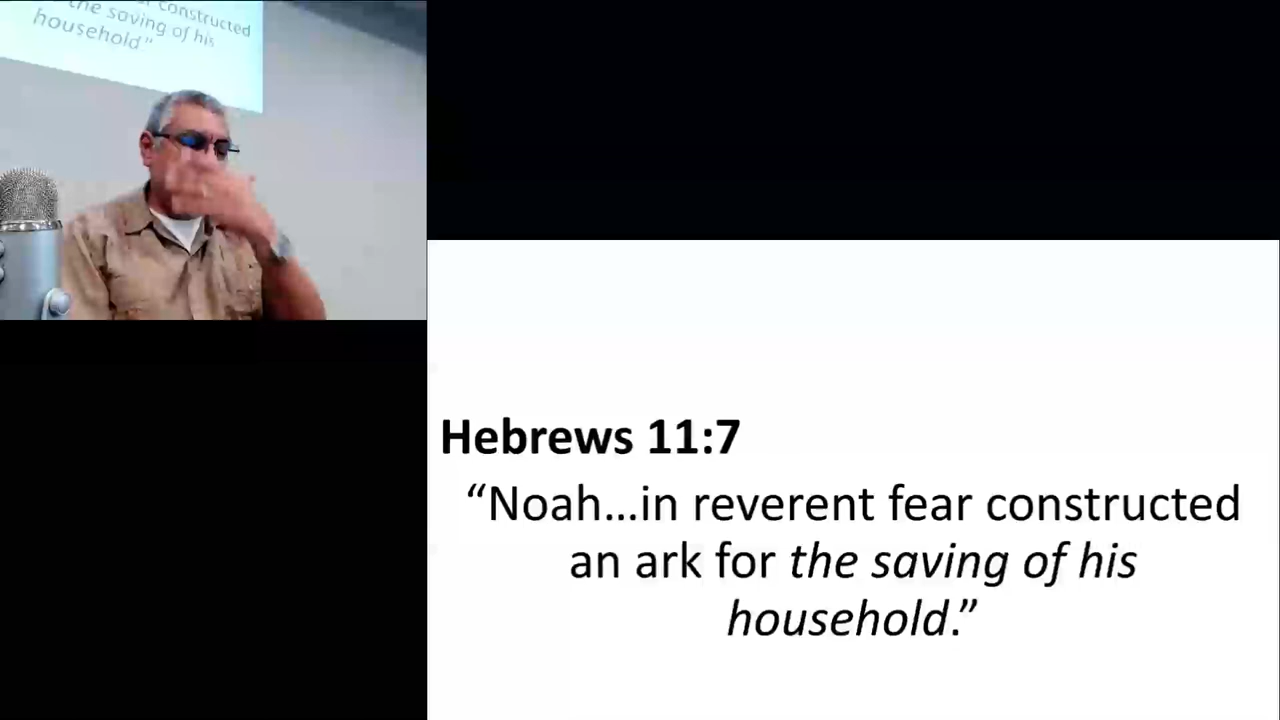 constructed
the saving of his
household.”
Hebrews 11:7
“Noah...in reverent fear constructed
an ark for the saving of his
household.”